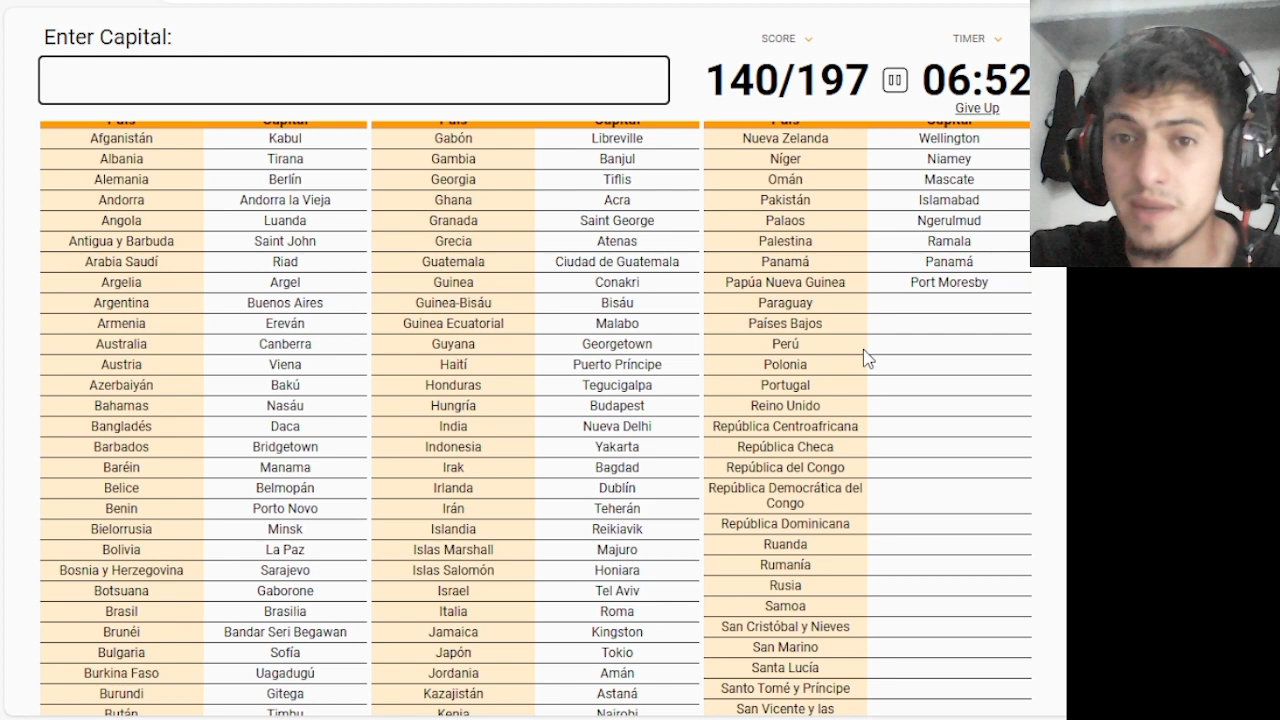 Enter Capital:
SCORE
TIMER
140/197
06:52
Give Up
País Capital País Capital País Capital
Afganistán Kabul Gabón Libreville Nueva Zelanda Wellington
Albania Tirana Gambia Banjul Níger Niamey
Alemania Berlín Georgia Tiflis Omán Mascate
Andorra Andorra la Vieja Ghana Acra Pakistán Islamabad
Angola Luanda Granada Saint George Palaos Ngerulmud
Antigua y Barbuda Saint John Grecia Atenas Palestina Ramala
Arabia Saudí Riad Guatemala Ciudad de Guatemala Panamá Panamá
Argelia Argel Guinea Conakri Papúa Nueva Guinea Port Moresby
Argentina Buenos Aires Guinea-Bisáu Bisáu Paraguay
Armenia Ereván Guinea Ecuatorial Malabo Países Bajos
Australia Canberra Guyana Georgetown Perú
Austria Viena Haití Puerto Príncipe Polonia
Azerbaiyán Bakú Honduras Tegucigalpa Portugal
Bahamas Nasáu Hungría Budapest Reino Unido
Bangladés Daca India Nueva Delhi República Centroafricana
Barbados Bridgetown Indonesia Yakarta República Checa
Baréin Manama Irak Bagdad República del Congo
Belice Belmopán Irlanda Dublín República Democrática del
Congo
Benin Porto Novo Irán Teherán República Dominicana
Bielorrusia Minsk Islandia Reikiavik Ruanda
Bolivia La Paz Islas Marshall Majuro Rumanía
Bosnia y Herzegovina Sarajevo Islas Salomón Honiara Rusia
Botsuana Gaborone Israel Tel Aviv Samoa
Brasil Brasilia Italia Roma San Cristóbal y Nieves
Brunéi Bandar Seri Begawan Jamaica Kingston San Marino
Bulgaria Sofía Japón Tokio Santa Lucía
Burkina Faso Uagadugú Jordania Amán Santo Tomé y Príncipe
Burundi Gitega Kazajistán Astaná San Vicente y las
Bután Timbu Kenia Nairobi